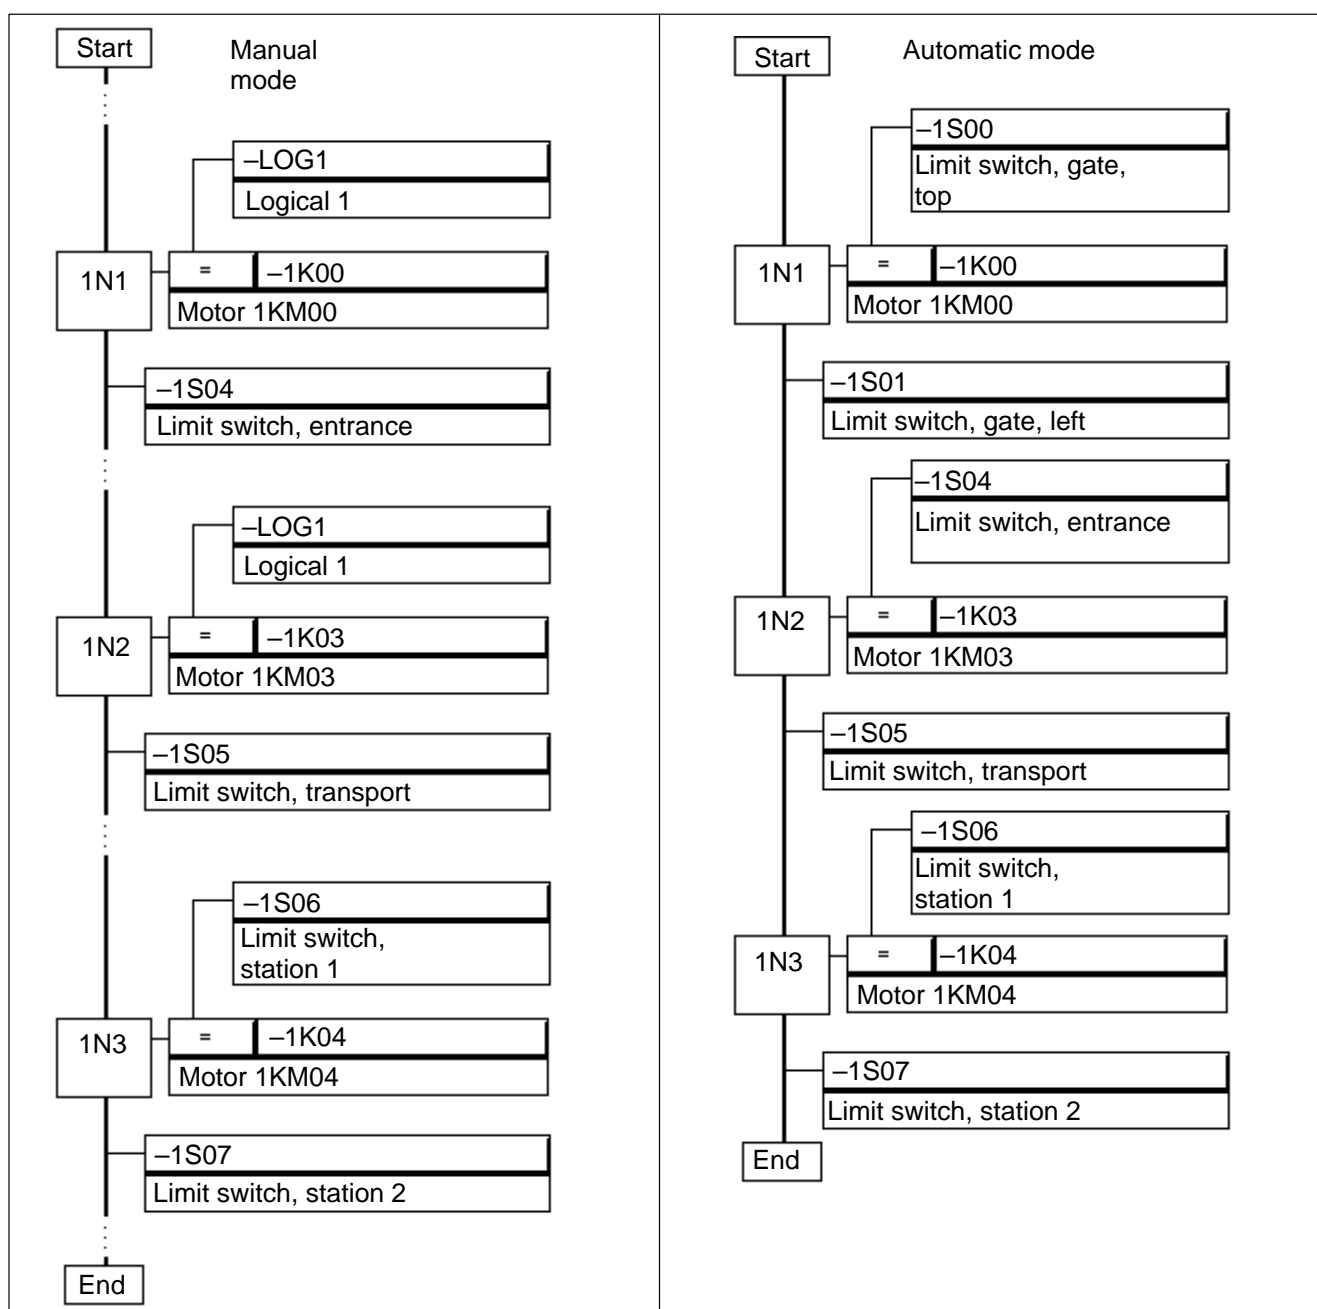 Start
Manual
mode
–LOG1
Logical 1
1N1
=
–1K00
Motor 1KM00
–1S04
Limit switch, entrance
–LOG1
Logical 1
1N2
=
–1K03
Motor 1KM03
–1S05
Limit switch, transport
–1S06
Limit switch,
station 1
1N3
=
–1K04
Motor 1KM04
–1S07
Limit switch, station 2
End
Start
Automatic mode
–1S00
Limit switch, gate,
top
1N1
=
–1K00
Motor 1KM00
–1S01
Limit switch, gate, left
–1S04
Limit switch, entrance
1N2
=
–1K03
Motor 1KM03
–1S05
Limit switch, transport
–1S06
Limit switch,
station 1
1N3
=
–1K04
Motor 1KM04
–1S07
Limit switch, station 2
End